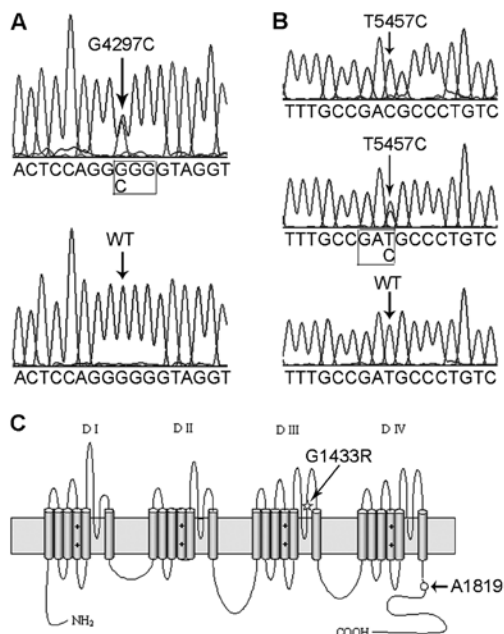 A
G4297C
ACTCCAGGGGGGTAGGT
C
WT
ACTCCAGGGGGGTAGGT
B
T5457C
TTTGCCGACGCCCTGTC
T5457C
TTTGCCGATGCCCTGTC
C
WT
TTTGCCGATGCCCTGTC
C
D I D II D III D IV
G1433R
A1819
NH₂
COOH